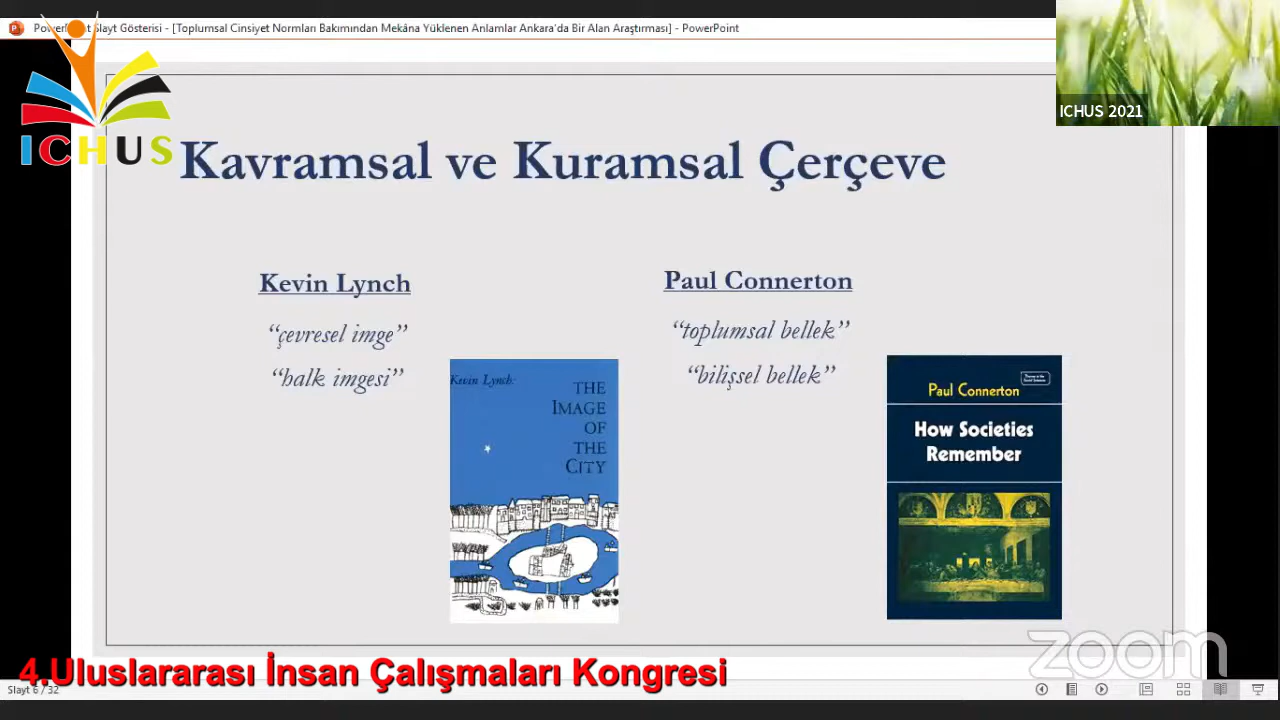 PowerPoint Slayt Gösterisi - [Toplumsal Cinsiyet Normları Bakımından Mekâna Yüklenen Anlamlar Ankara'da Bir Alan Araştırması] - PowerPoint
ICHUS
ICHUS 2021
Kavramsal ve Kuramsal Çerçeve
Kevin Lynch
“çevresel imge”
“halk imgesi”
Paul Connerton
“toplumsal bellek”
“bilişsel bellek”
Kevin Lynch:
THE
IMAGE
OF
THE
CITY
Paul Connerton
How Societies
Remember
zoom
4.Uluslararası İnsan Çalışmaları Kongresi
Slayt 6 / 32